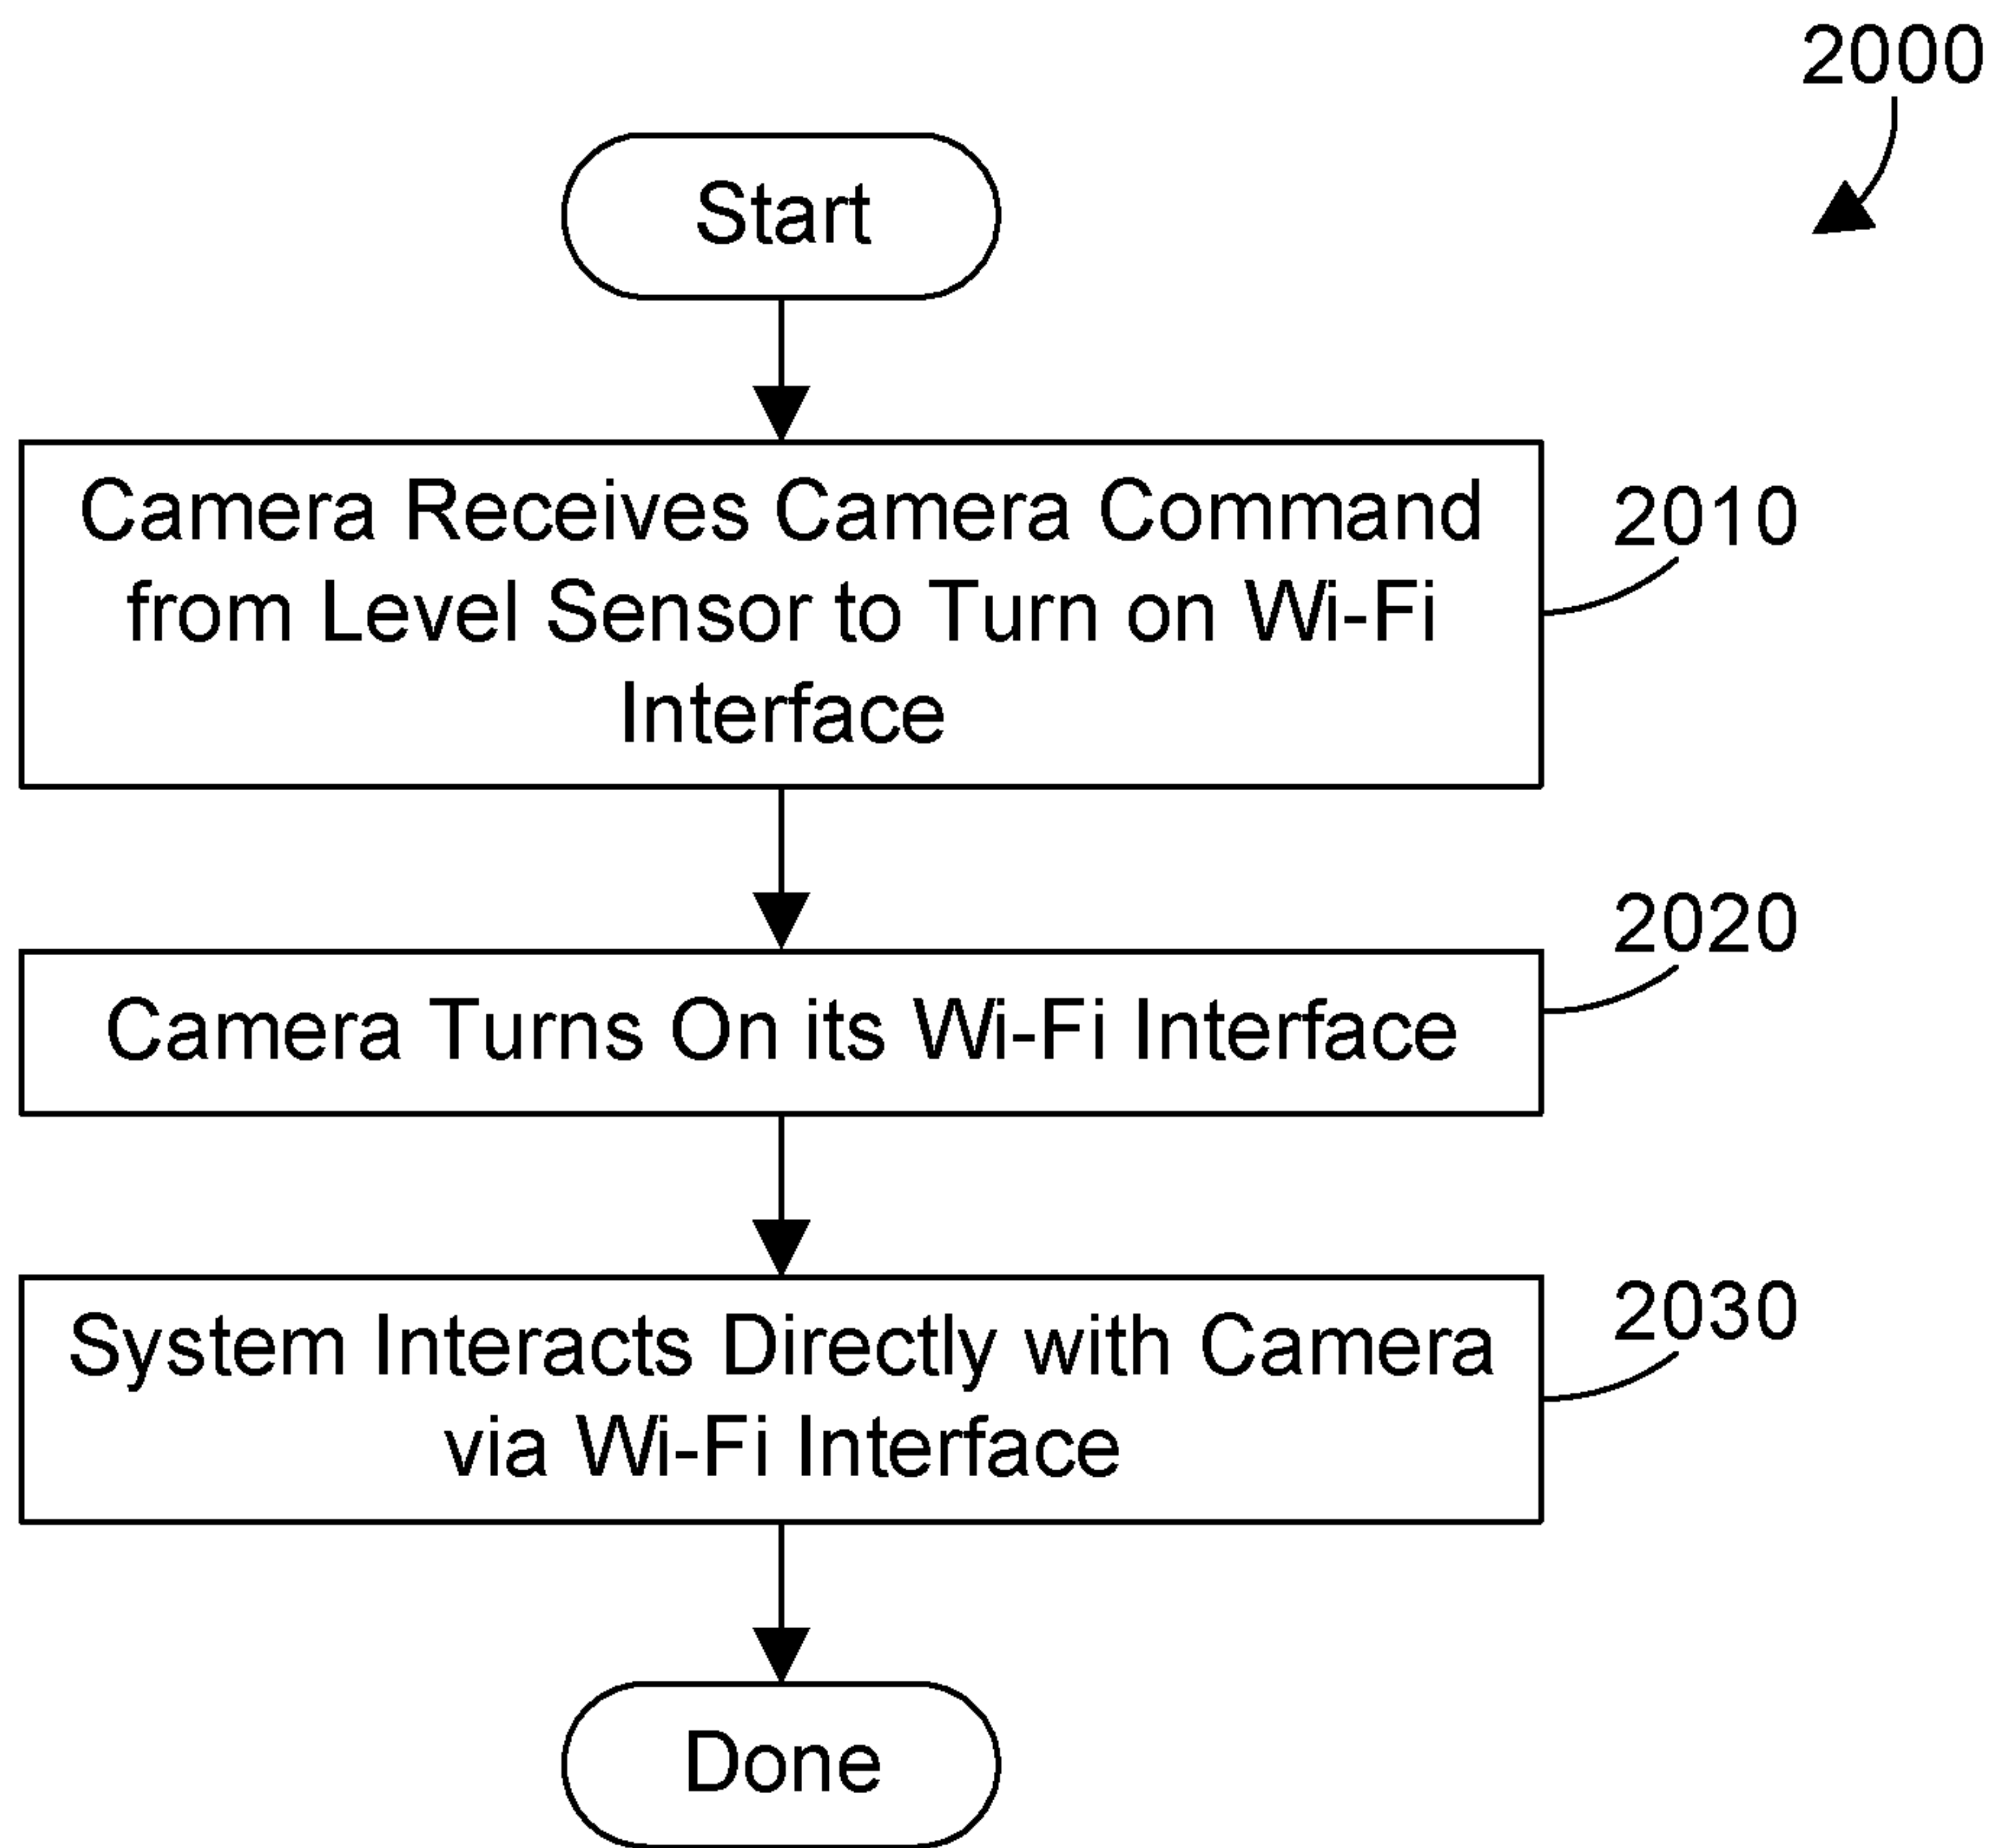 2000
Start
Camera Receives Camera Command
from Level Sensor to Turn on Wi-Fi
Interface
2010
Camera Turns On its Wi-Fi Interface
2020
System Interacts Directly with Camera
via Wi-Fi Interface
2030
Done